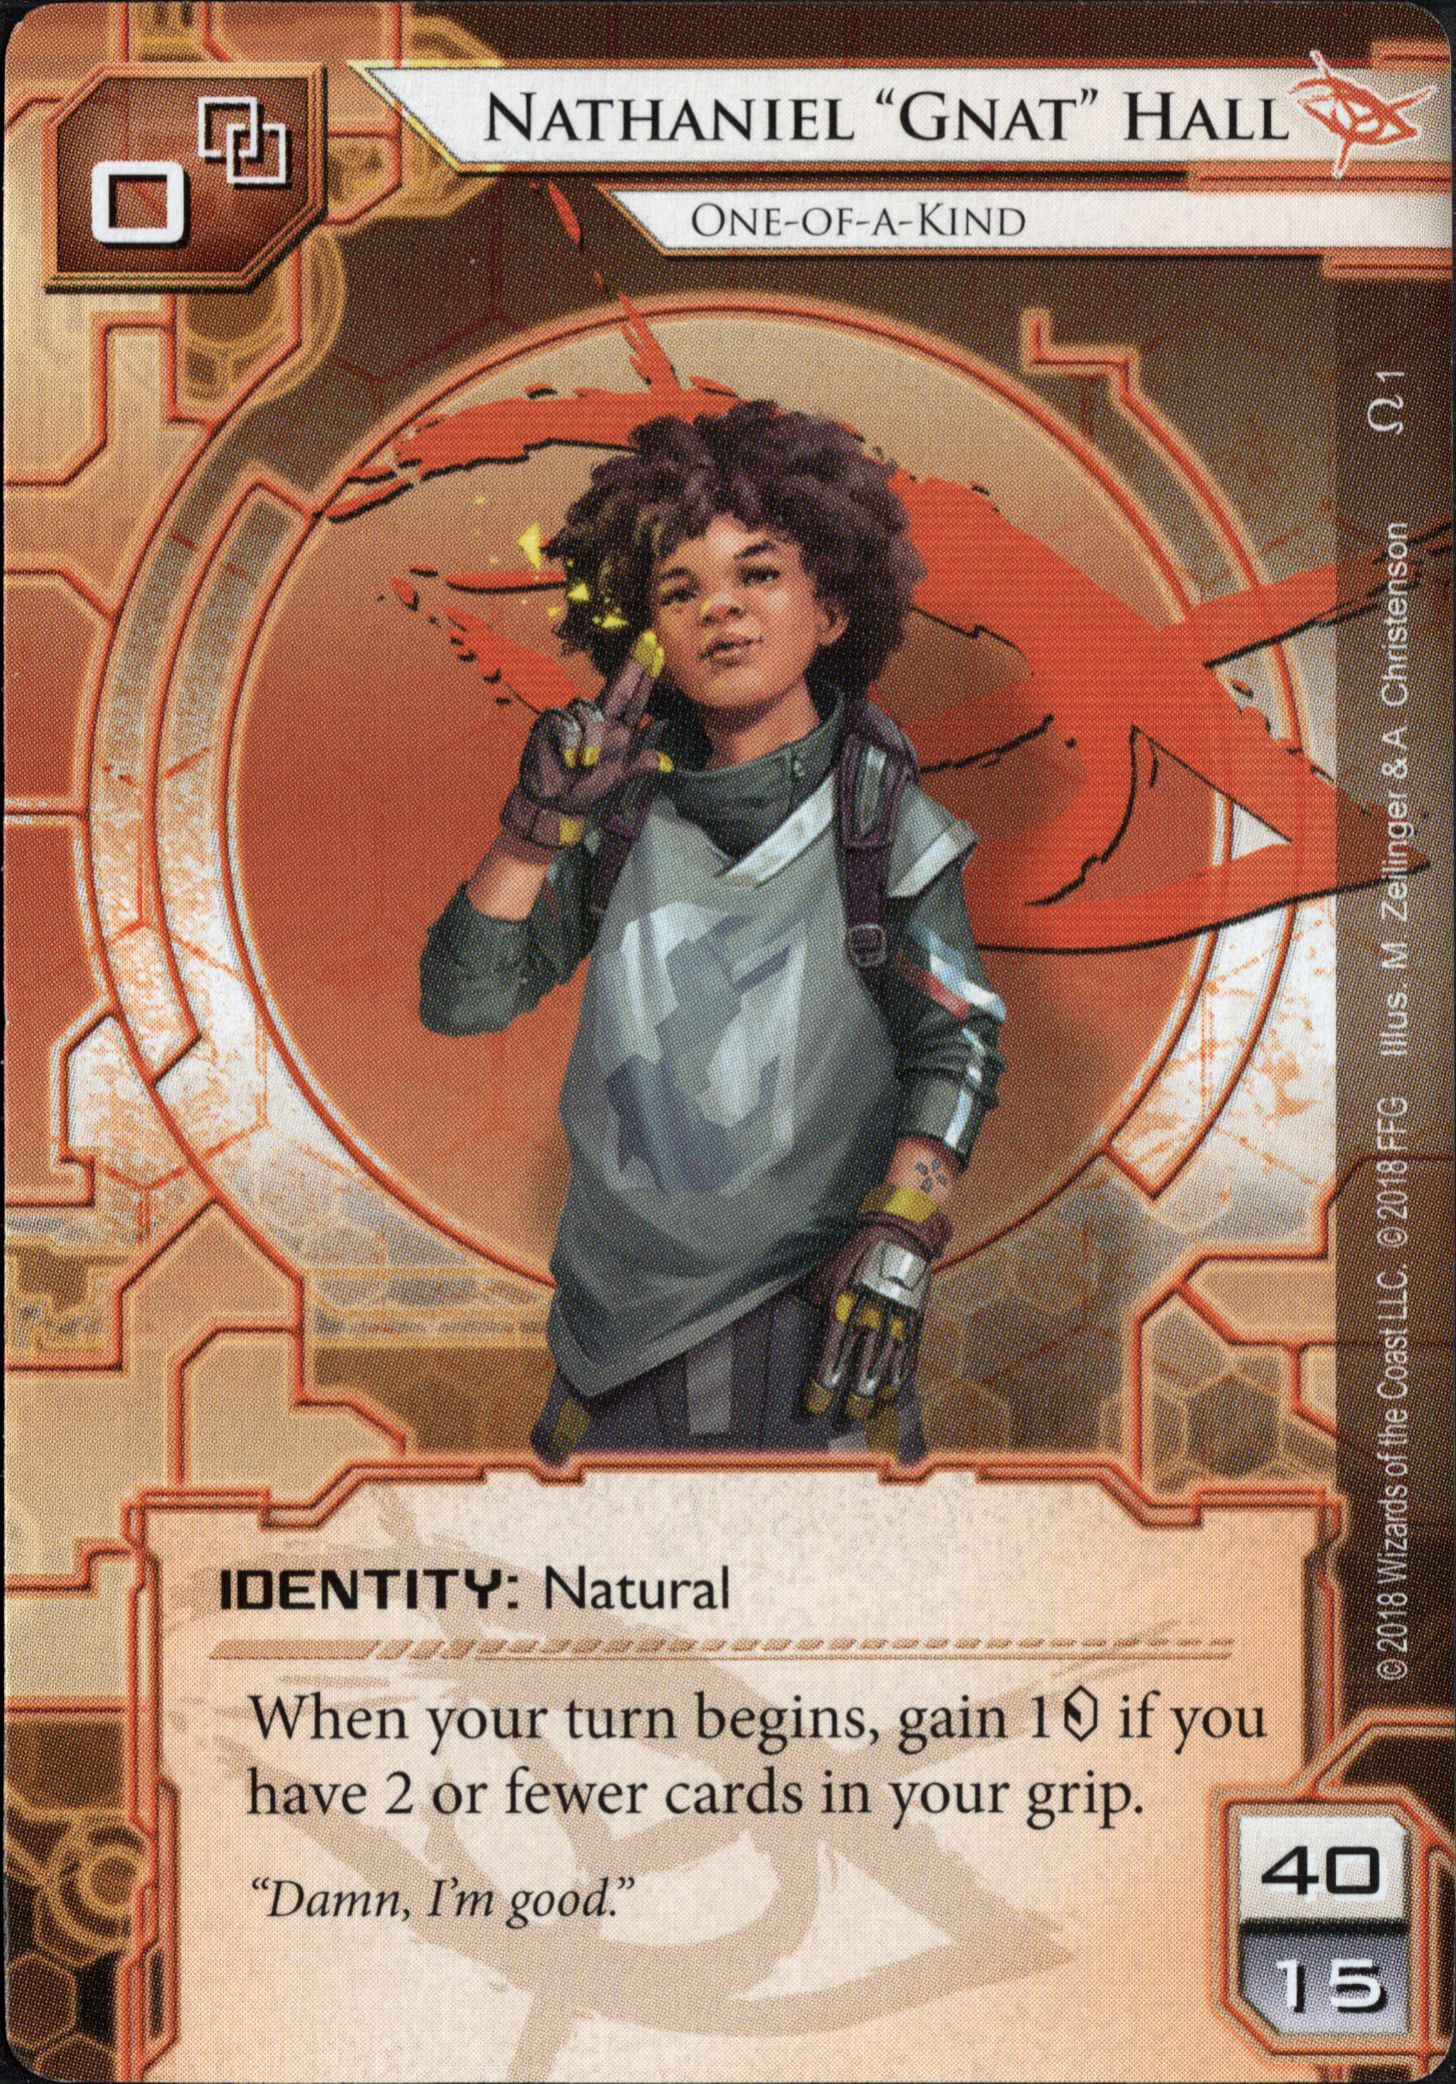 0
NATHANIEL “GNAT” HALL
ONE-OF-A-KIND
Ω 1
Illus. M Zeilinger & A Christenson
©2018 Wizards of the Coast LLC. ©2018 FFG
IDENTITY: Natural
When your turn begins, gain 1 if you
have 2 or fewer cards in your grip.
“Damn, I’m good.”
40
15